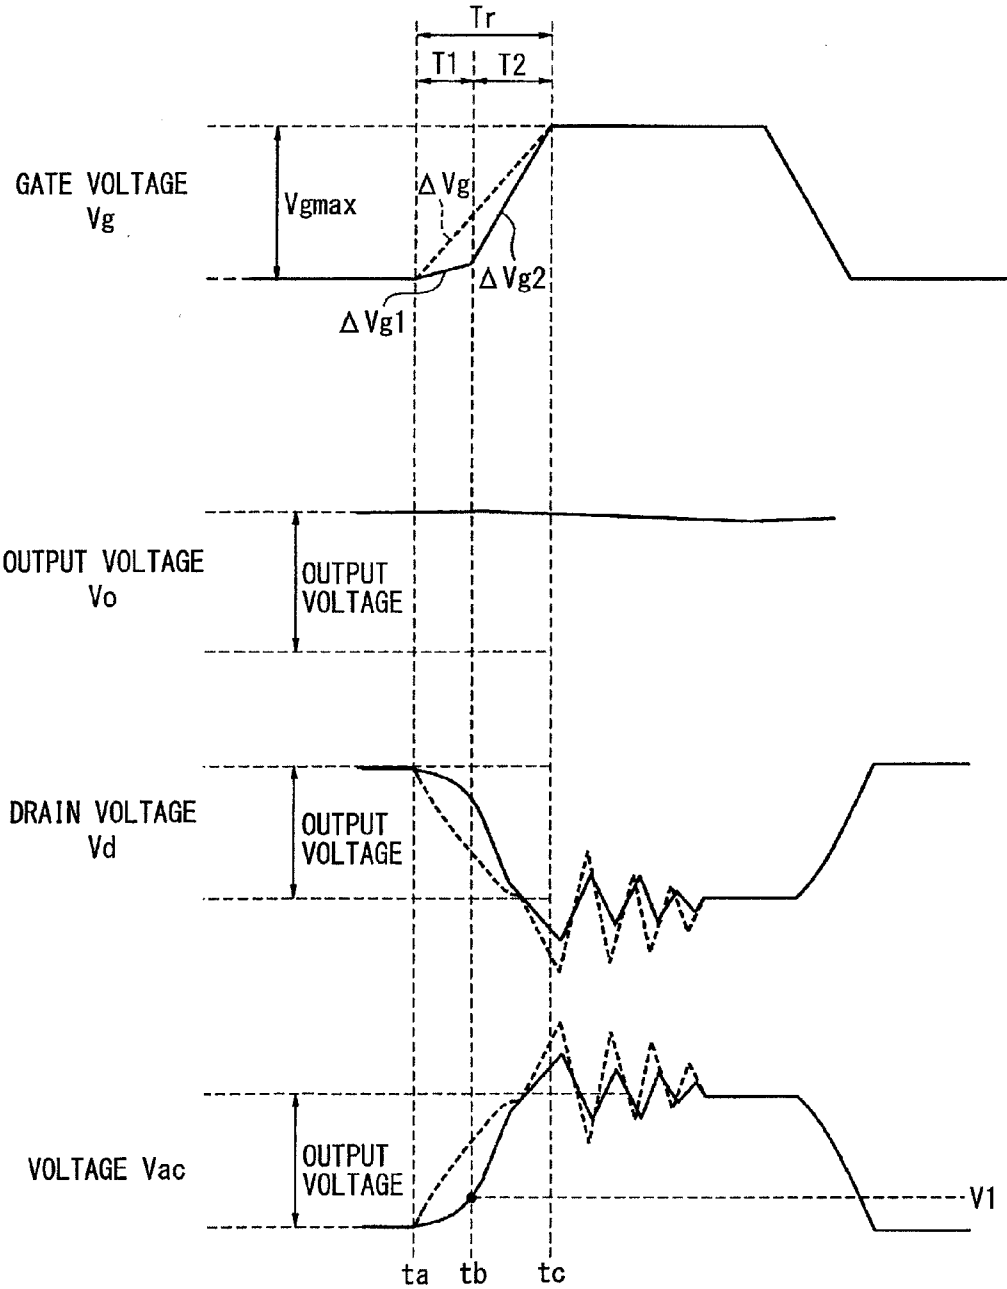 Tr
T1 T2
GATE VOLTAGE
Vg
Vgmax
ΔVg
ΔVg2
ΔVg1
OUTPUT VOLTAGE
Vo
OUTPUT
VOLTAGE
DRAIN VOLTAGE
Vd
OUTPUT
VOLTAGE
VOLTAGE Vac
OUTPUT
VOLTAGE
V1
ta tb tc